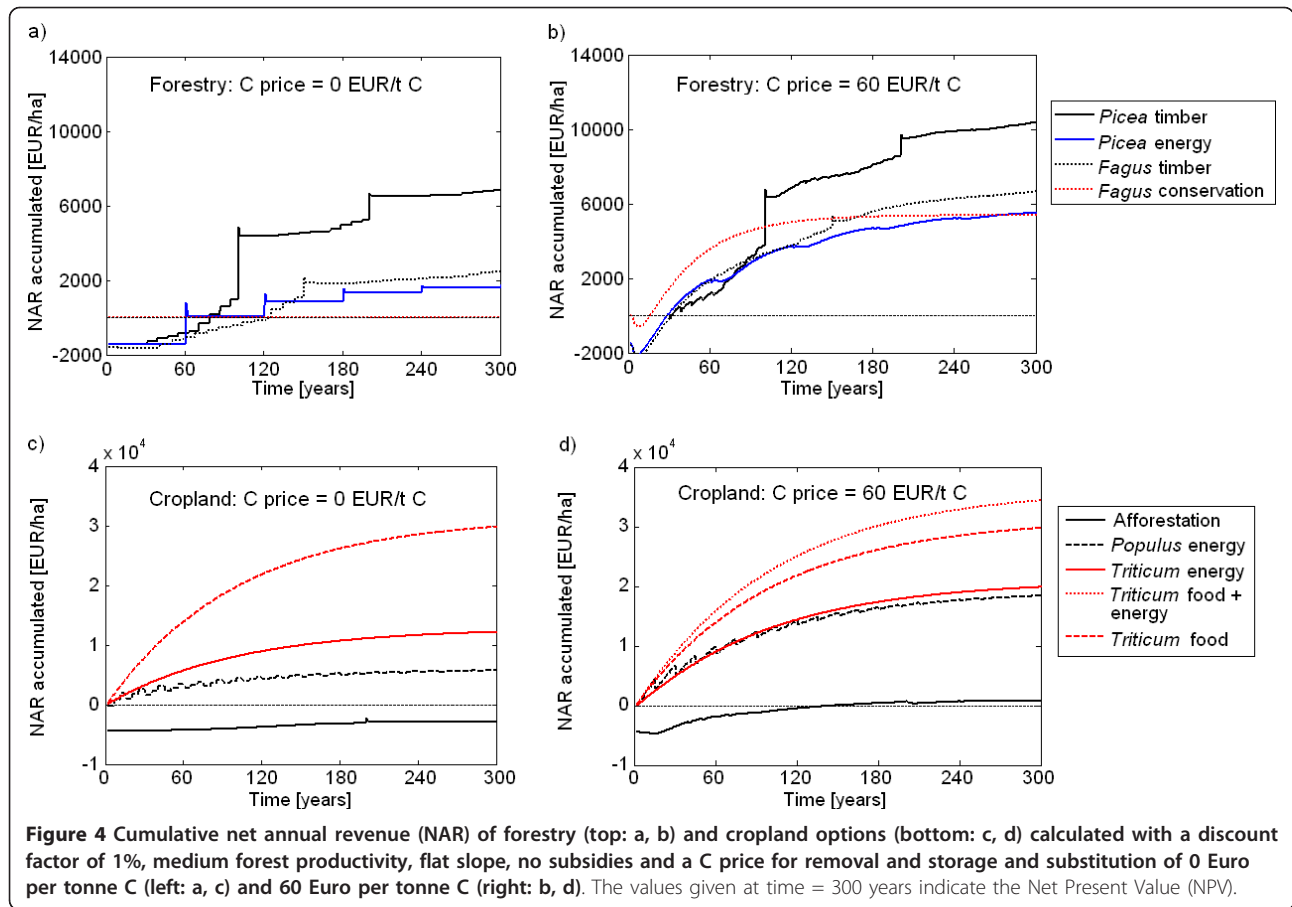 a)
14000
10000
6000
2000
-2000
NAR accumulated [EUR/ha]
Forestry: C price = 0 EUR/t C
0 60 120 180 240 300
Time [years]
b)
14000
10000
6000
2000
-2000
NAR accumulated [EUR/ha]
Forestry: C price = 60 EUR/t C
0 60 120 180 240 300
Time [years]
Picea timber
Picea energy
Fagus timber
Fagus conservation
c)
x 10^4
4
3
2
1
0
-1
NAR accumulated [EUR/ha]
Cropland: C price = 0 EUR/t C
0 60 120 180 240 300
Time [years]
d)
x 10^4
4
3
2
1
0
-1
NAR accumulated [EUR/ha]
Cropland: C price = 60 EUR/t C
0 60 120 180 240 300
Time [years]
Afforestation
Populus energy
Triticum energy
Triticum food +
energy
Triticum food
Figure 4 Cumulative net annual revenue (NAR) of forestry (top: a, b) and cropland options (bottom: c, d) calculated with a discount
factor of 1%, medium forest productivity, flat slope, no subsidies and a C price for removal and storage and substitution of 0 Euro
per tonne C (left: a, c) and 60 Euro per tonne C (right: b, d). The values given at time = 300 years indicate the Net Present Value (NPV).